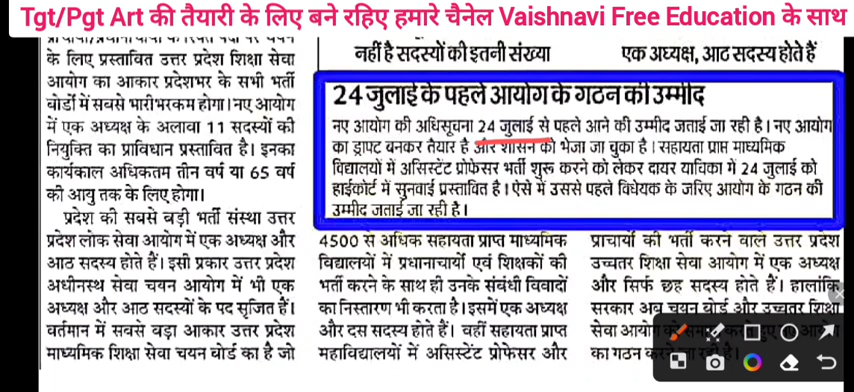 Tgt/Pgt Art की तैयारी के लिए बने रहिए हमारे चैनेल Vaishnavi Free Education के साथ
के लिए प्रस्तावित उत्तर प्रदेश शिक्षा सेवा
आयोग का आकार प्रदेशभर के सभी भर्ती
बोर्डों में सबसे भारीभरकम होगा। नए आयोग
में एक अध्यक्ष के अलावा 11 सदस्यों की
नियुक्ति का प्राविधान प्रस्तावित है। इनका
कार्यकाल अधिकतम तीन वर्ष या 65 वर्ष
की आयु तक के लिए होगा।
प्रदेश की सबसे बड़ी भर्ती संस्था उत्तर
प्रदेश लोक सेवा आयोग में एक अध्यक्ष और
आठ सदस्य होते हैं। इसी प्रकार उत्तर प्रदेश
अधीनस्थ सेवा चयन आयोग में भी एक
अध्यक्ष और आठ सदस्यों के पद सृजित हैं।
वर्तमान में सबसे बड़ा आकार उत्तर प्रदेश
माध्यमिक शिक्षा सेवा चयन बोर्ड का है जो
नहीं है सदस्यों की इतनी संख्या
एक अध्यक्ष, आठ सदस्य होते हैं
24 जुलाई के पहले आयोग के गठन की उम्मीद
नए आयोग की अधिसूचना 24 जुलाई से पहले आने की उम्मीद जताई जा रही है। नए आयोग
का ड्राफ्ट बनकर तैयार है और शासन को भेजा जा चुका है। सहायता प्राप्त माध्यमिक
विद्यालयों में असिस्टेंट प्रोफेसर भर्ती शुरू करने को लेकर दायर याचिका में 24 जुलाई को
हाईकोर्ट में सुनवाई प्रस्तावित है। ऐसे में उससे पहले विधेयक के जरिए आयोग के गठन की
उम्मीद जताई जा रही है।
4500 से अधिक सहायता प्राप्त माध्यमिक
विद्यालयों में प्रधानाचार्यों एवं शिक्षकों की
भर्ती करने के साथ ही उनके संबंधी विवादों
का निस्तारण भी करता है। इसमें एक अध्यक्ष
और दस सदस्य होते हैं। वहीं सहायता प्राप्त
महाविद्यालयों में असिस्टेंट प्रोफेसर और
प्राचार्यों की भर्ती करने वाले उत्तर प्रदेश
उच्चतर शिक्षा सेवा आयोग में एक अध्यक्ष
और सिर्फ छह सदस्य होते हैं। हालांकि
सरकार अब चयन बोर्ड और उच्चतर शिक्षा
सेवा आयोग
का गठन